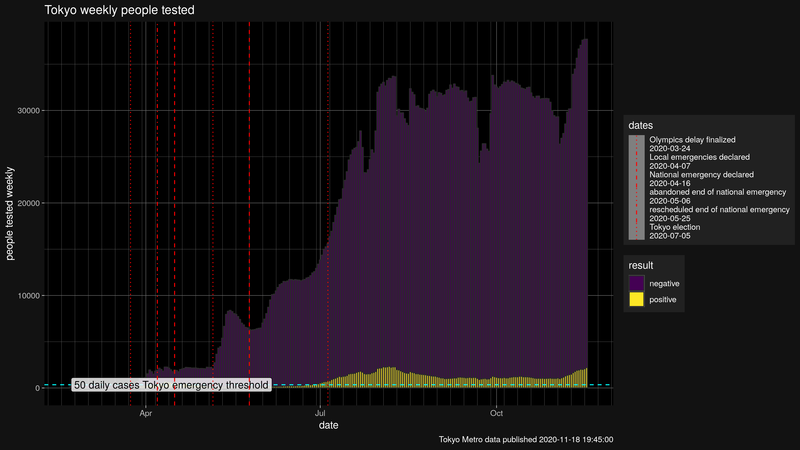 Tokyo weekly people tested
people tested weekly
30000
20000
10000
0
50 daily cases Tokyo emergency threshold
Apr
Jul
Oct
date
Tokyo Metro data published 2020-11-18 19:45:00
dates
Olympics delay finalized
2020-03-24
Local emergencies declared
2020-04-07
National emergency declared
2020-04-16
abandoned end of national emergency
2020-05-06
rescheduled end of national emergency
2020-05-25
Tokyo election
2020-07-05
result
negative
positive